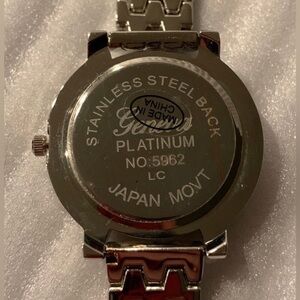 STAINLESS STEEL BACK
MADE IN
CHINA
Geneva
PLATINUM
NO:5962
LC
JAPAN MOVT